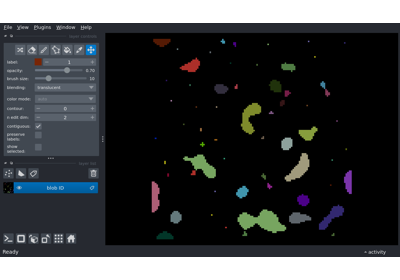 File View Plugins Window Help
label: 1
opacity: 0.70
brush size: 10
blending: translucent
color mode:
contour: 0
n edit dim: 2
contiguous:
preserve
labels:
show
selected:
blob ID
Ready
activity